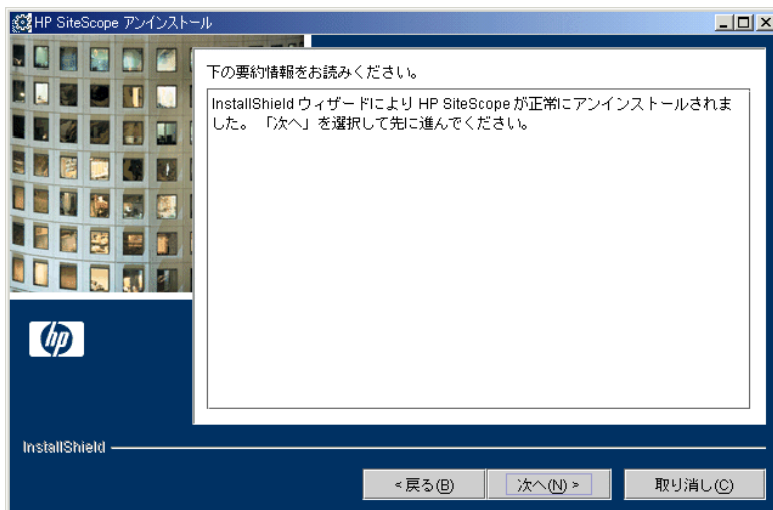 HP SiteScope アンインストール
下の要約情報をお読みください。
InstallShield ウィザードにより HP SiteScope が正常にアンインストールされま
した。 「次へ」を選択して先に進んでください。
hp
InstallShield
< 戻る(B)
次へ(N) >
取り消し(C)